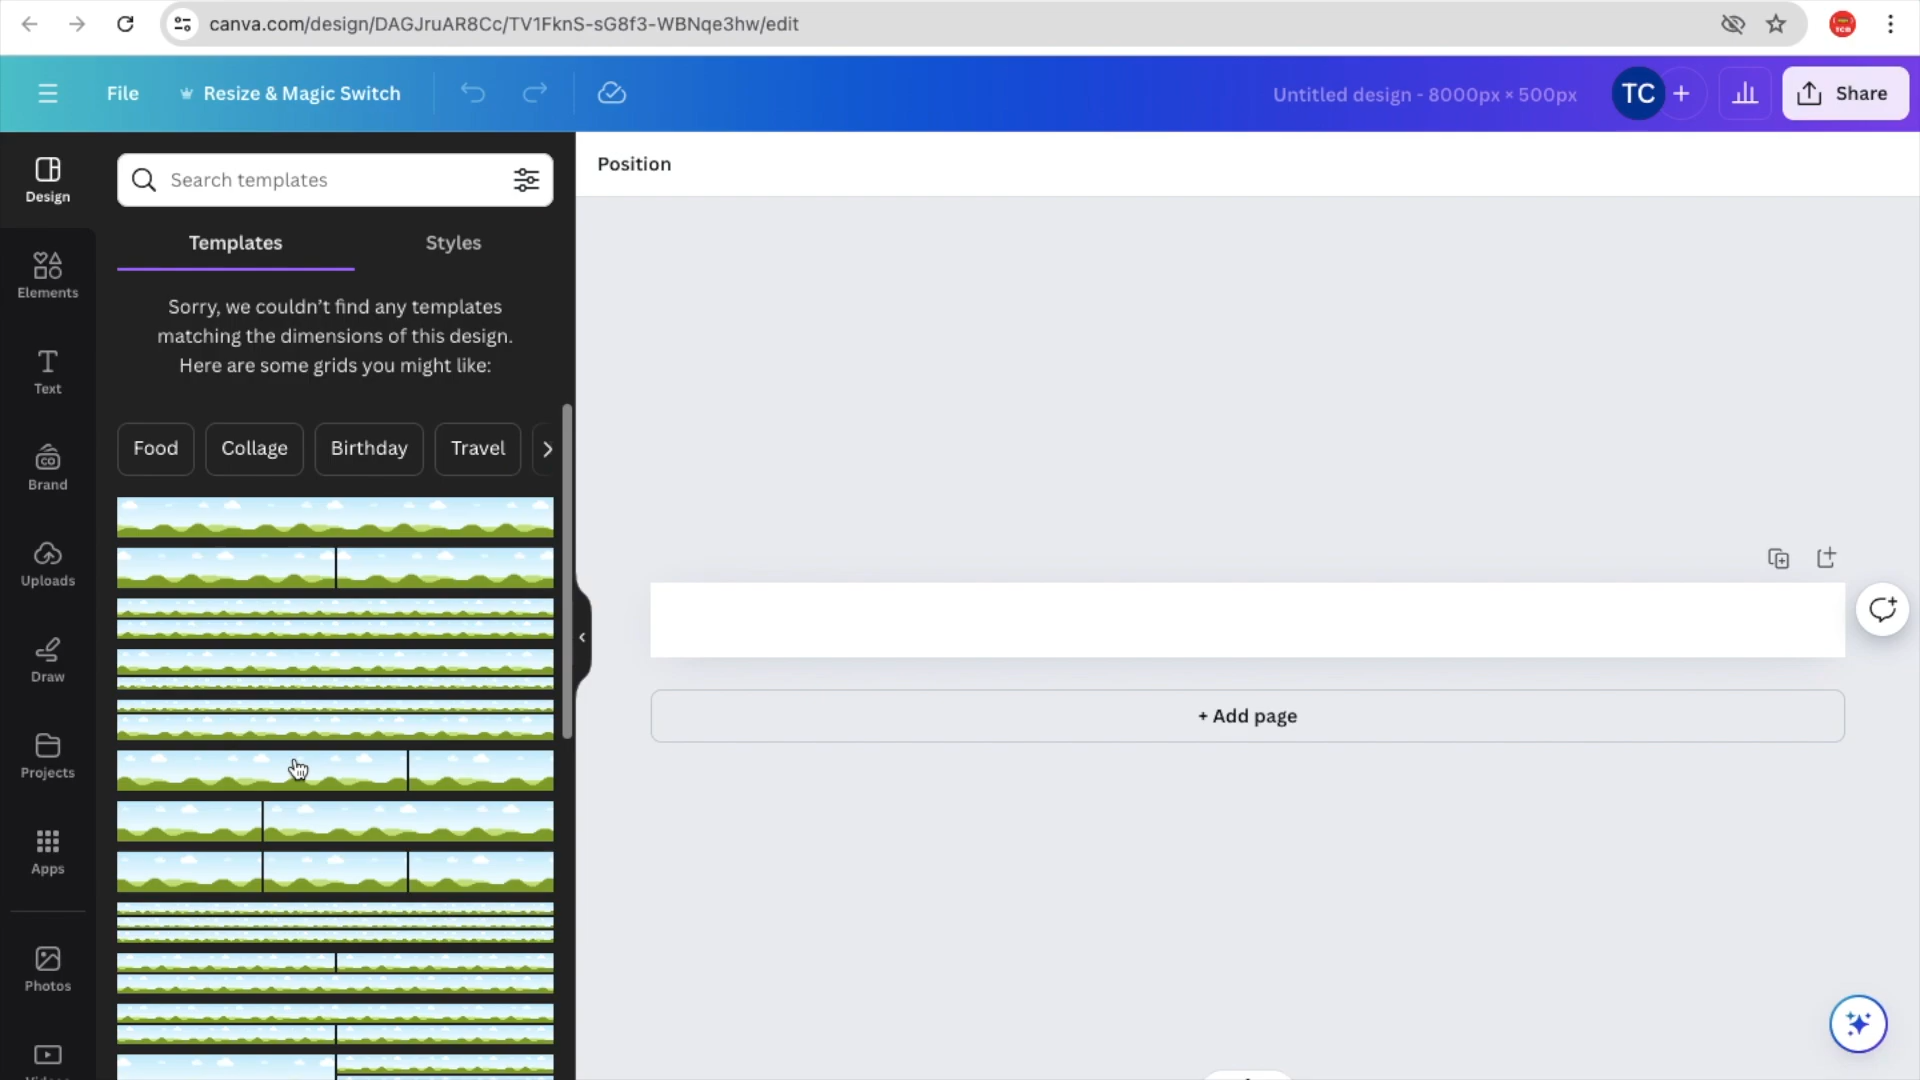 canva.com/design/DAGJruAR8Cc/TV1FknS-sG8f3-WBNqe3hw/edit
File
Resize & Magic Switch
Untitled design - 8000px × 500px
TC
Share
Design
Search templates
Position
Templates
Styles
Elements
Sorry, we couldn't find any templates
matching the dimensions of this design.
Here are some grids you might like:
Text
Food
Collage
Birthday
Travel
CO
Brand
Uploads
Draw
+ Add page
Projects
Apps
Photos